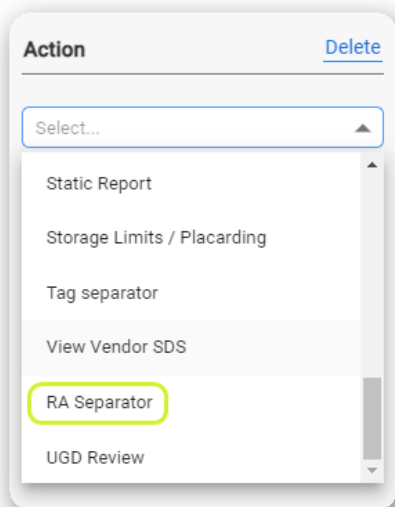 Action
Delete
Select...
Static Report
Storage Limits / Placarding
Tag separator
View Vendor SDS
RA Separator
UGD Review